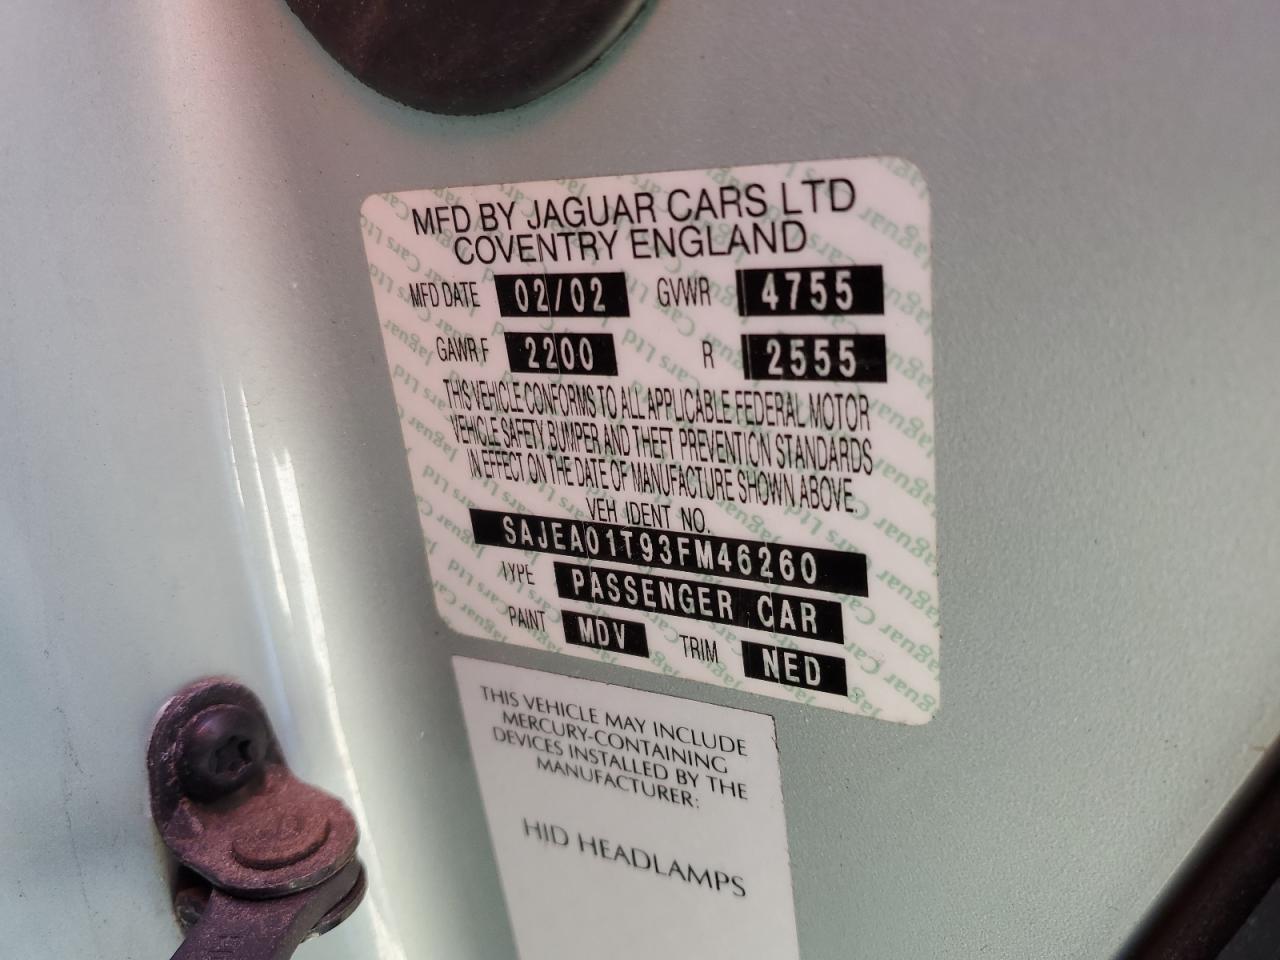 MFD BY JAGUAR CARS LTD
COVENTRY ENGLAND
MFD DATE 02/02 GVWR 4755
GAWR F 2200 R 2555
THIS VEHICLE CONFORMS TO ALL APPLICABLE FEDERAL MOTOR
VEHICLE SAFETY, BUMPER AND THEFT PREVENTION STANDARDS
IN EFFECT ON THE DATE OF MANUFACTURE SHOWN ABOVE.
VEH IDENT NO.
SAJEA01T93FM46260
TYPE PASSENGER CAR
PAINT MDV TRIM NED
THIS VEHICLE MAY INCLUDE
MERCURY-CONTAINING
DEVICES INSTALLED BY THE
MANUFACTURER:
HID HEADLAMPS